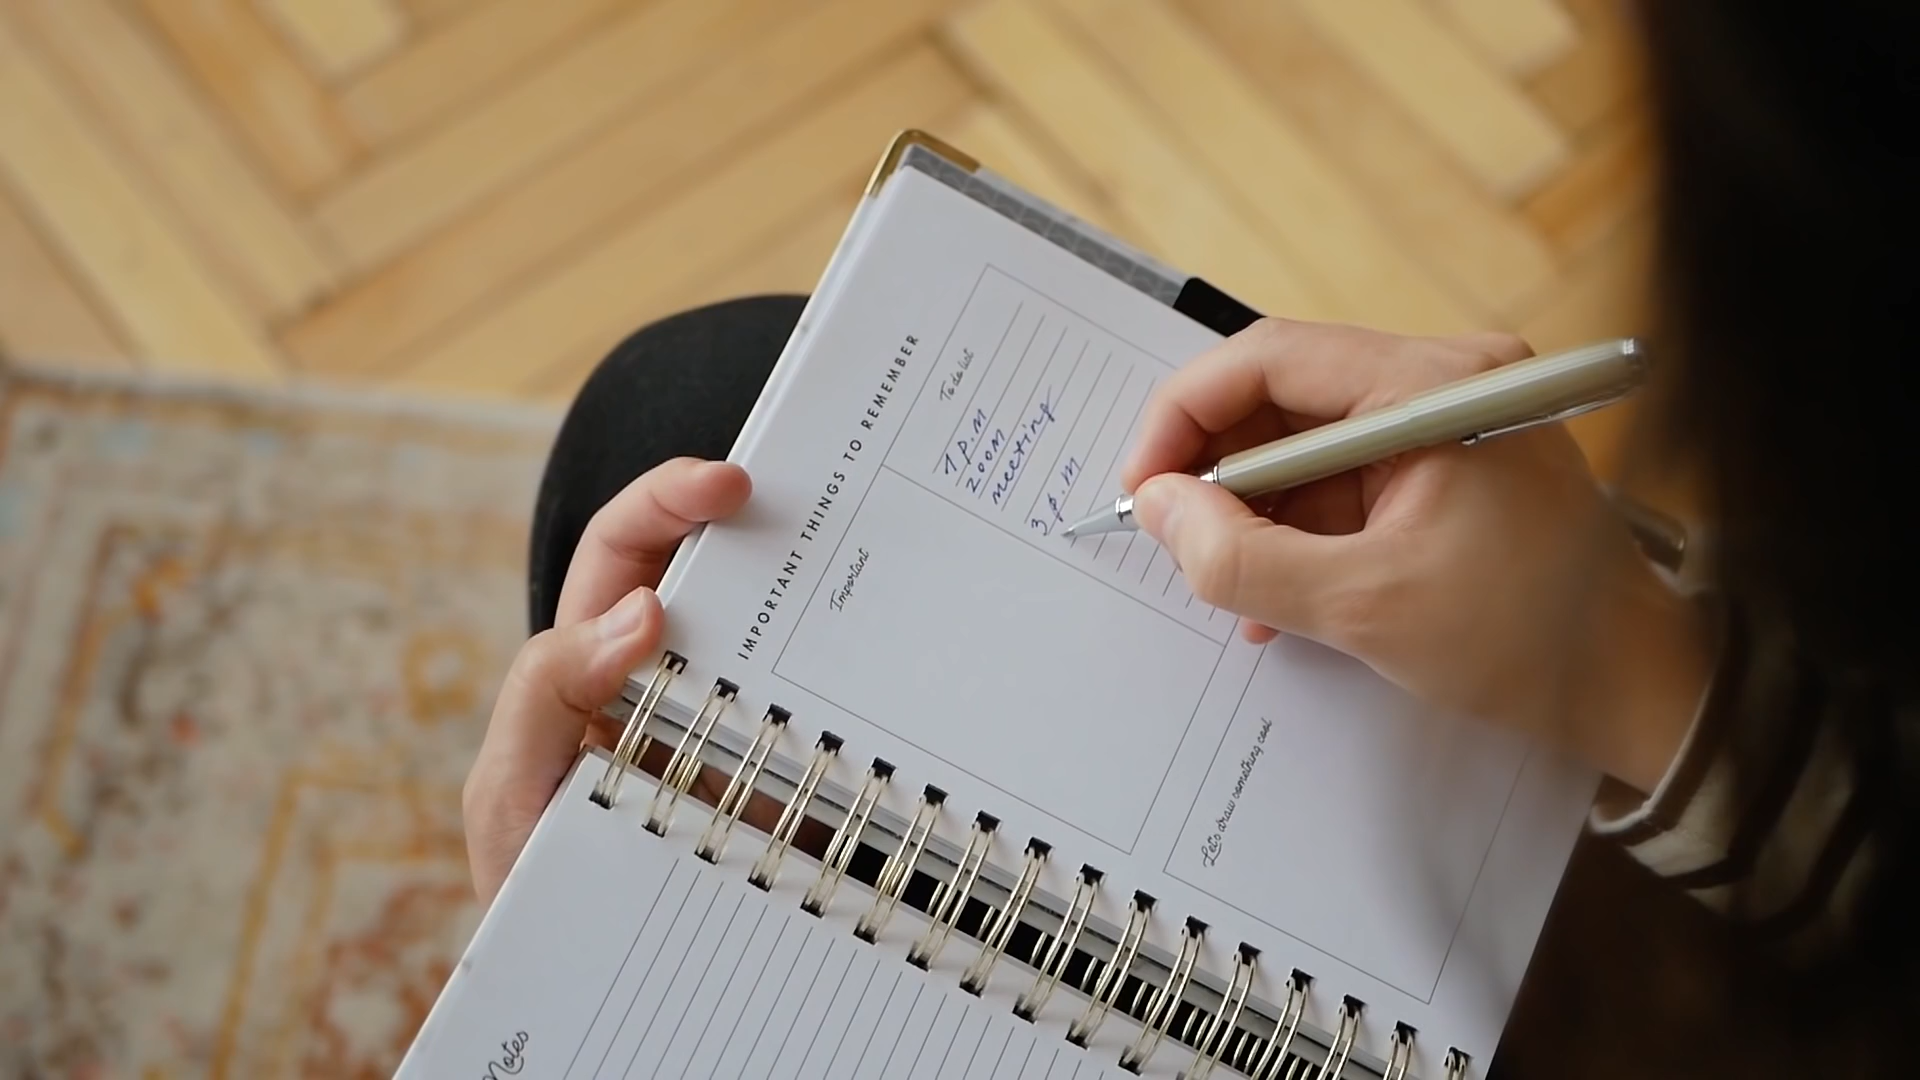 IMPORTANT THINGS TO REMEMBER
To do list
1 p.m
zoom
meeting
3 p.m
Important
Let's draw something cool
Notes